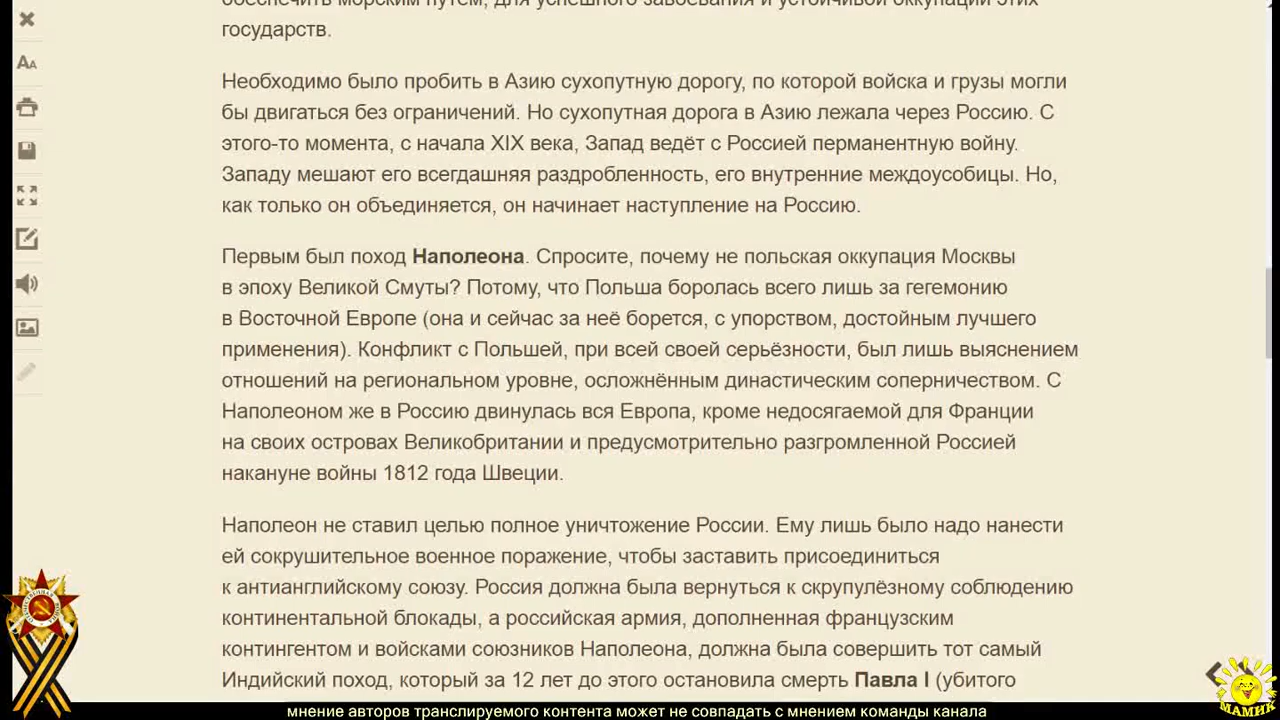 обеспечить морским путём, для успешного завоевания и устойчивой оккупации этих
государств.
Необходимо было пробить в Азию сухопутную дорогу, по которой войска и грузы могли
бы двигаться без ограничений. Но сухопутная дорога в Азию лежала через Россию. С
этого-то момента, с начала XIX века, Запад ведёт с Россией перманентную войну.
Западу мешают его всегдашняя раздробленность, его внутренние междоусобицы. Но,
как только он объединяется, он начинает наступление на Россию.
Первым был поход Наполеона. Спросите, почему не польская оккупация Москвы
в эпоху Великой Смуты? Потому, что Польша боролась всего лишь за гегемонию
в Восточной Европе (она и сейчас за неё борется, с упорством, достойным лучшего
применения). Конфликт с Польшей, при всей своей серьёзности, был лишь выяснением
отношений на региональном уровне, осложнённым династическим соперничеством. С
Наполеоном же в Россию двинулась вся Европа, кроме недосягаемой для Франции
на своих островах Великобритании и предусмотрительно разгромленной Россией
накануне войны 1812 года Швеции.
Наполеон не ставил целью полное уничтожение России. Ему лишь было надо нанести
ей сокрушительное военное поражение, чтобы заставить присоединиться
к антианглийскому союзу. Россия должна была вернуться к скрупулёзному соблюдению
континентальной блокады, а российская армия, дополненная французским
контингентом и войсками союзников Наполеона, должна была совершить тот самый
Индийский поход, который за 12 лет до этого остановила смерть Павла I (убитого
МАМИК
мнение авторов транслируемого контента может не совпадать с мнением команды канала